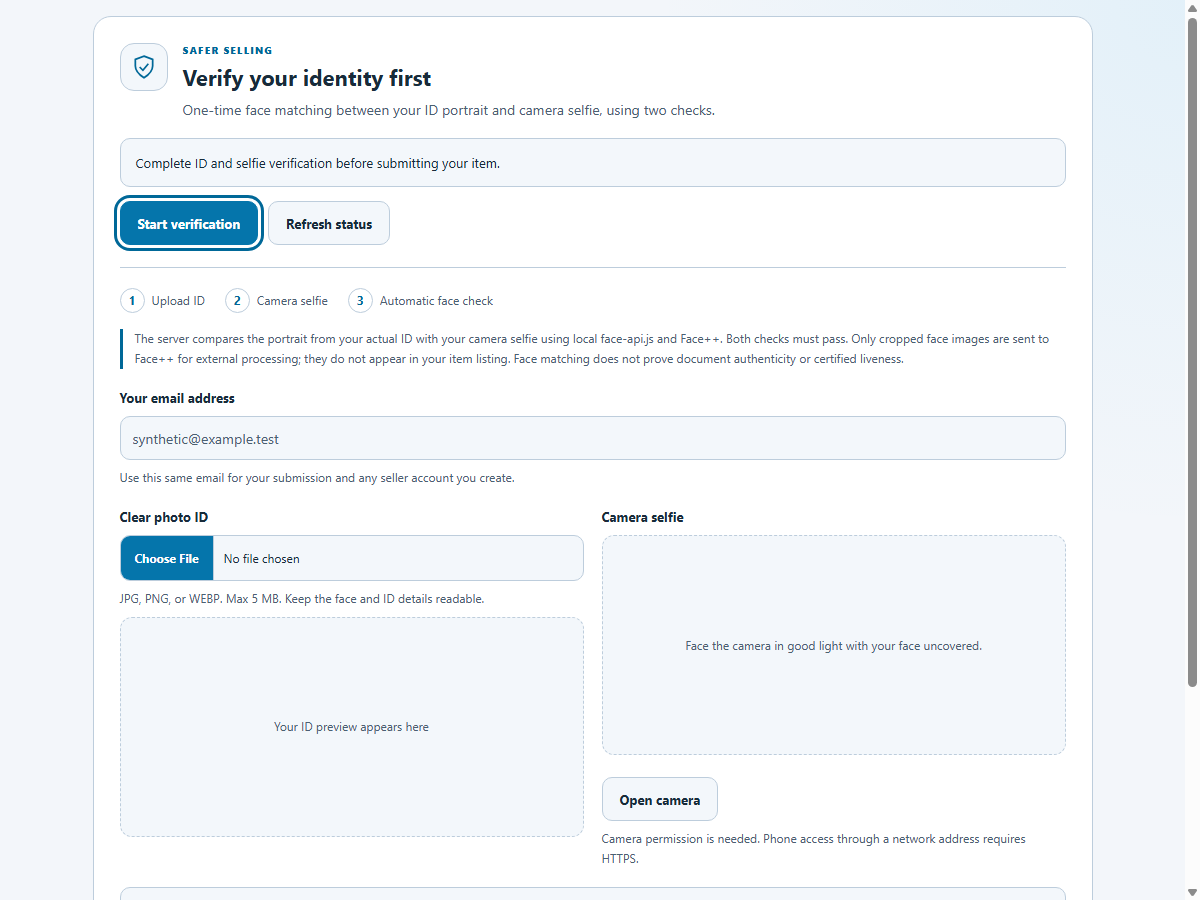 SAFER SELLING
Verify your identity first
One-time face matching between your ID portrait and camera selfie, using two checks.
Complete ID and selfie verification before submitting your item.
Start verification
Refresh status
1 Upload ID 2 Camera selfie 3 Automatic face check
The server compares the portrait from your actual ID with your camera selfie using local face-api.js and Face++. Both checks must pass. Only cropped face images are sent to
Face++ for external processing; they do not appear in your item listing. Face matching does not prove document authenticity or certified liveness.
Your email address
synthetic@example.test
Use this same email for your submission and any seller account you create.
Clear photo ID
Choose File No file chosen
JPG, PNG, or WEBP. Max 5 MB. Keep the face and ID details readable.
Your ID preview appears here
Camera selfie
Face the camera in good light with your face uncovered.
Open camera
Camera permission is needed. Phone access through a network address requires
HTTPS.